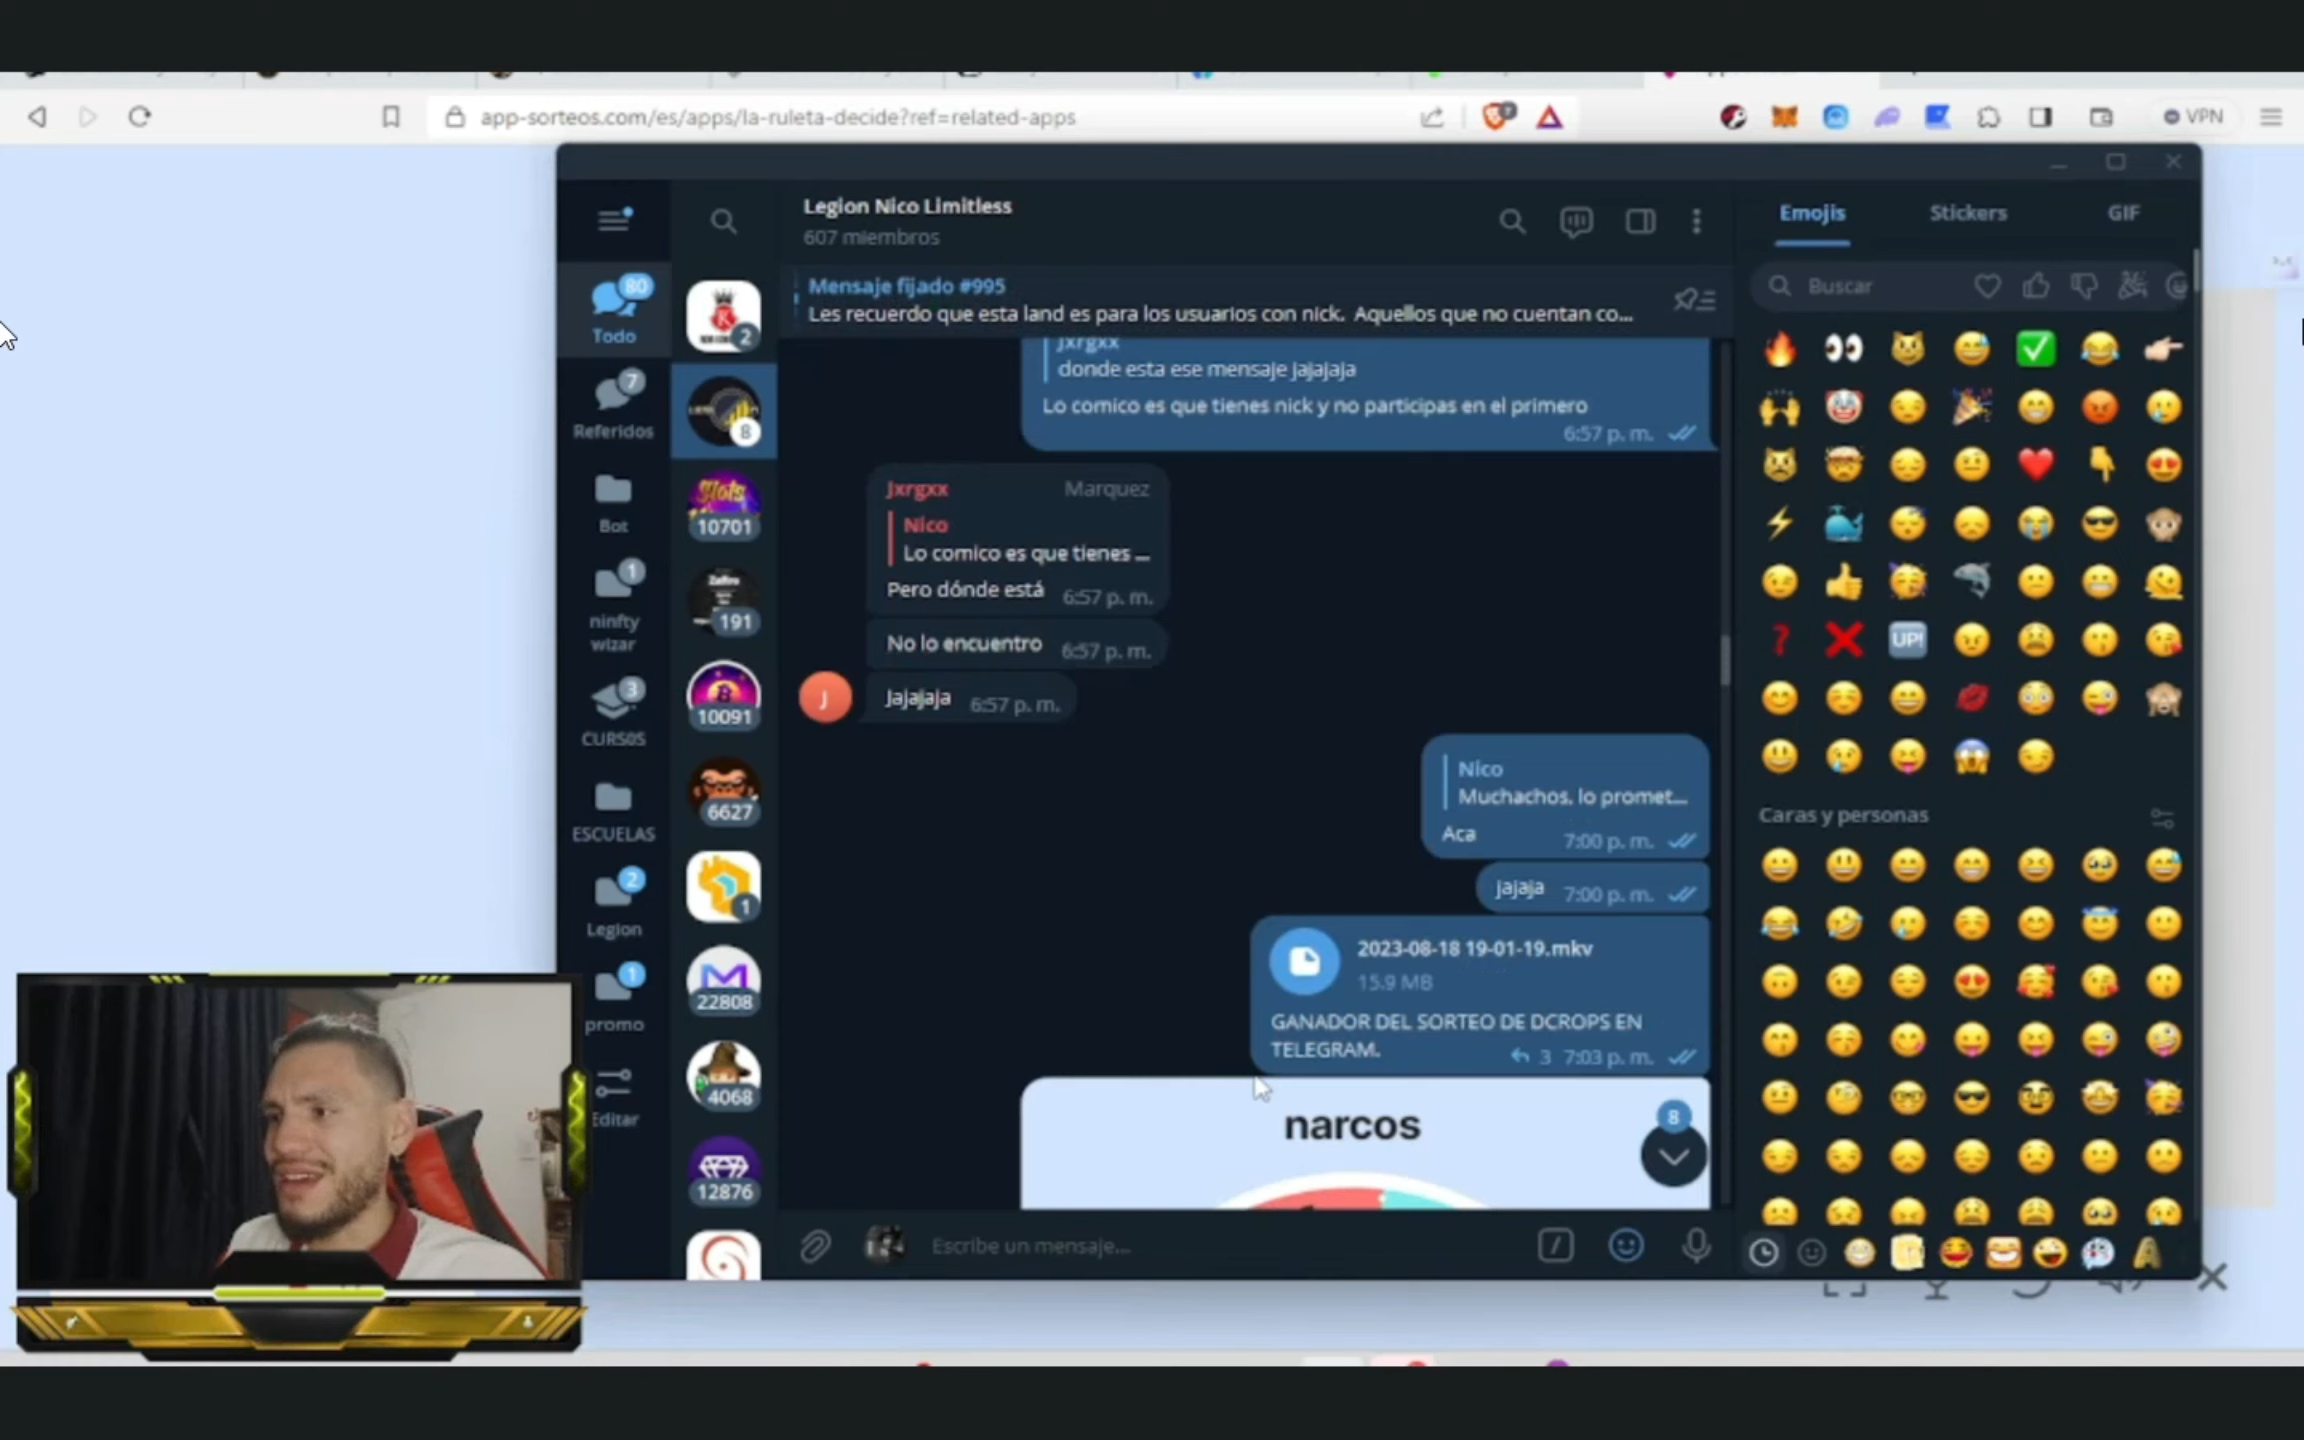 app-sorteos.com/es/apps/la-ruleta-decide?ref=related-apps
VPN
Legion Nico Limitless
607 miembros
Emojis
Stickers
GIF
Mensaje fijado #995
Les recuerdo que esta land es para los usuarios con nick. Aquellos que no cuentan co...
Buscar
80
Todo
7
Referidos
Bot
1
ninfty
wizar
3
CURSOS
ESCUELAS
2
Legion
1
promo
Editar
2
8
Slots
10701
191
10091
6627
1
22808
4068
12876
Jxrgxx
donde esta ese mensaje jajajaja
Lo comico es que tienes nick y no participas en el primero
6:57 p. m.
Jxrgxx
Marquez
Nico
Lo comico es que tienes ...
Pero dónde está
6:57 p. m.
No lo encuentro
6:57 p. m.
J
Jajajaja
6:57 p. m.
Nico
Muchachos, lo promet...
Aca
7:00 p. m.
jajaja
7:00 p. m.
2023-08-18 19-01-19.mkv
15.9 MB
GANADOR DEL SORTEO DE DCROPS EN
TELEGRAM.
3 7:03 p. m.
narcos
8
Escribe un mensaje...
UP!
Caras y personas